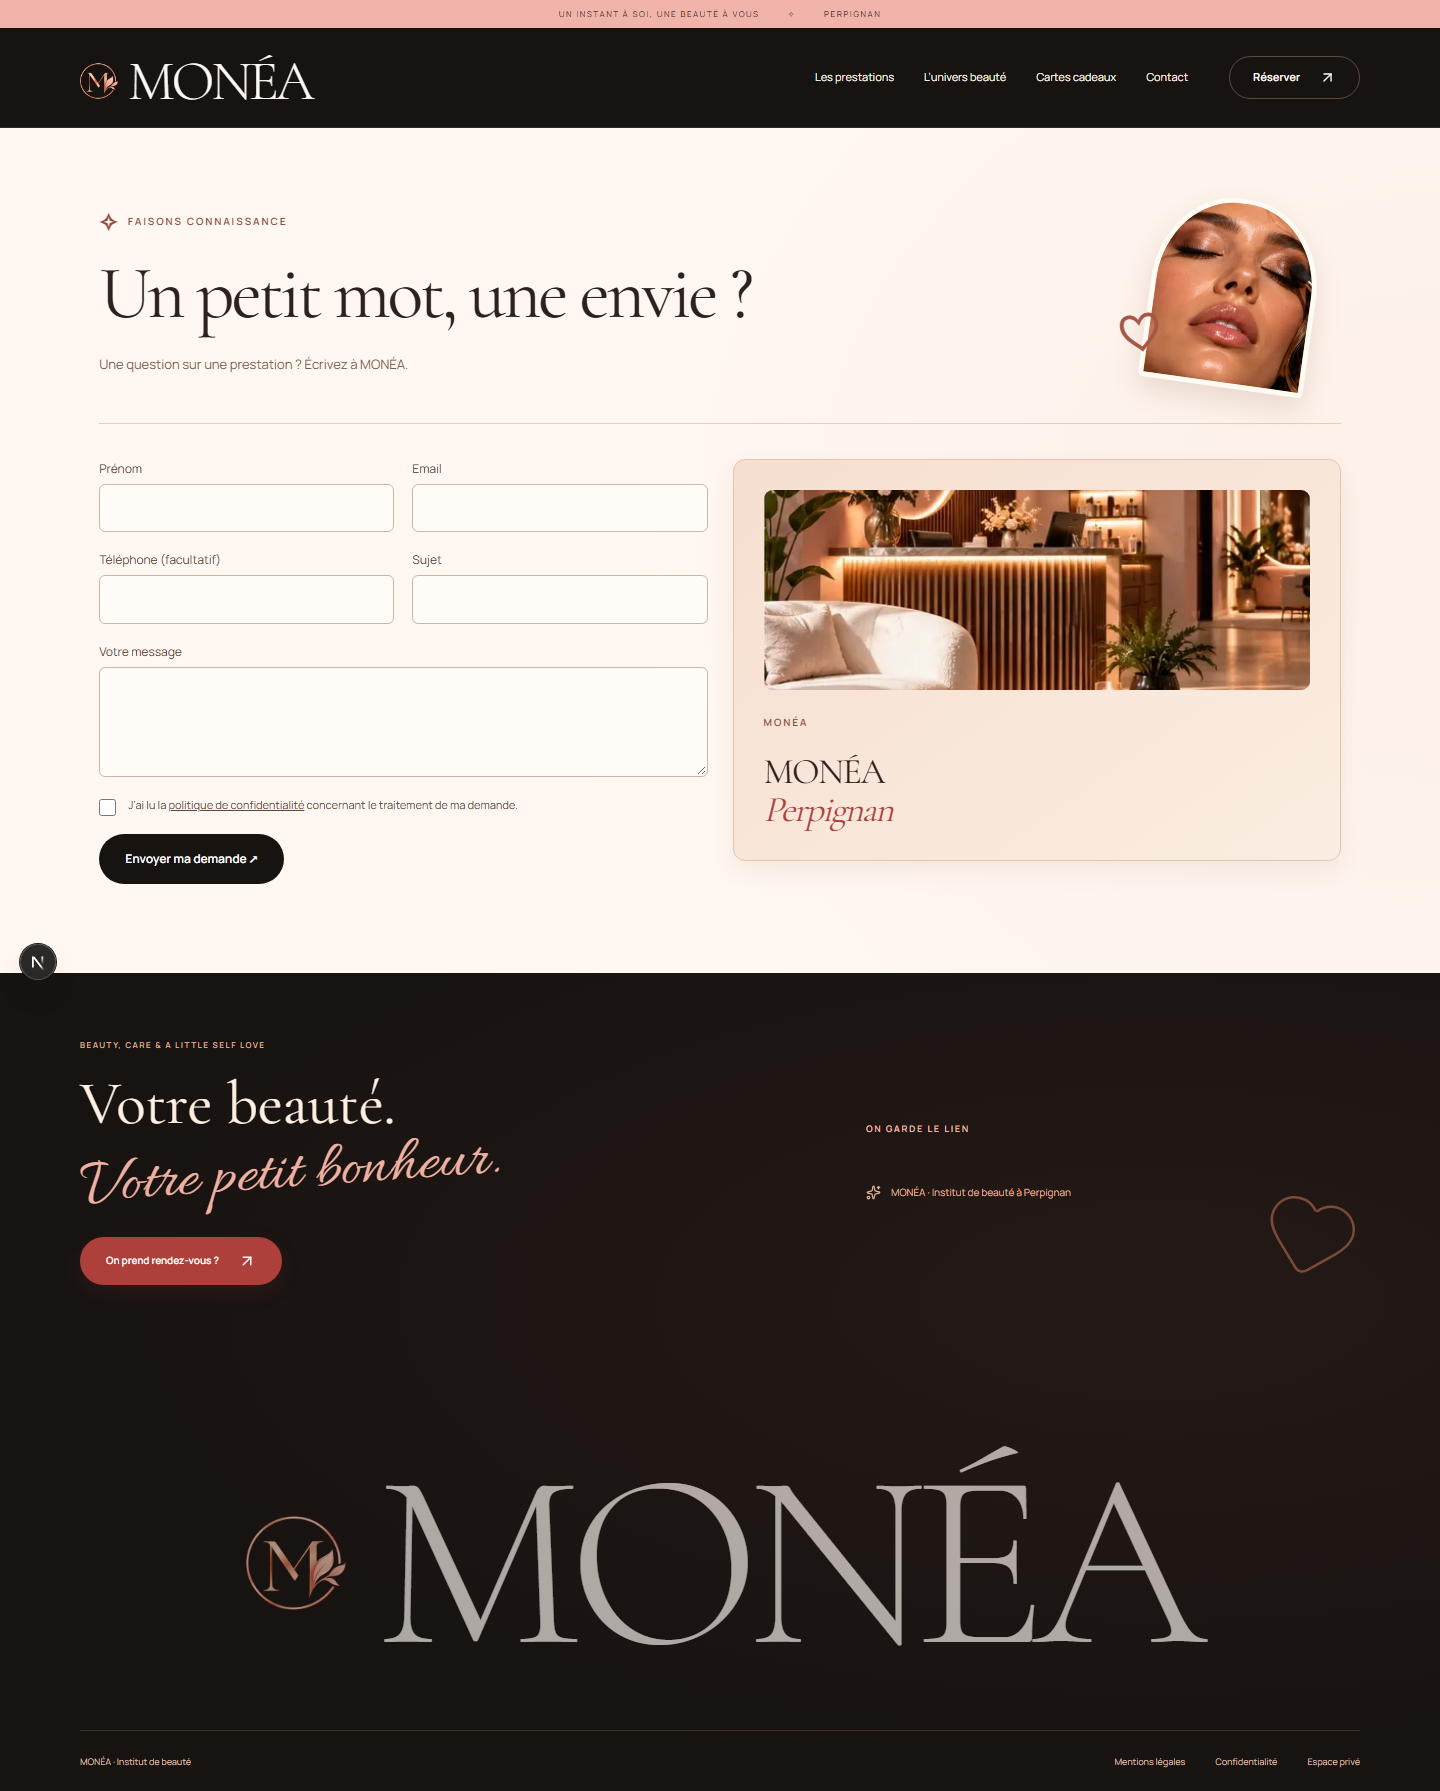 UN INSTANT À SOI, UNE BEAUTÉ À VOUS ✧ PERPIGNAN
M MONÉA
Les prestations L'univers beauté Cartes cadeaux Contact Réserver
FAISONS CONNAISSANCE
Un petit mot, une envie ?
Une question sur une prestation ? Écrivez à MONÉA.
Prénom Email
Téléphone (facultatif) Sujet
Votre message
J'ai lu la politique de confidentialité concernant le traitement de ma demande.
Envoyer ma demande ↗
MONÉA
MONÉA
Perpignan
N
BEAUTY, CARE & A LITTLE SELF LOVE
Votre beauté.
Votre petit bonheur.
On prend rendez-vous ?
ON GARDE LE LIEN
MONÉA · Institut de beauté à Perpignan
M MONÉA
MONÉA · Institut de beauté
Mentions légales Confidentialité Espace privé